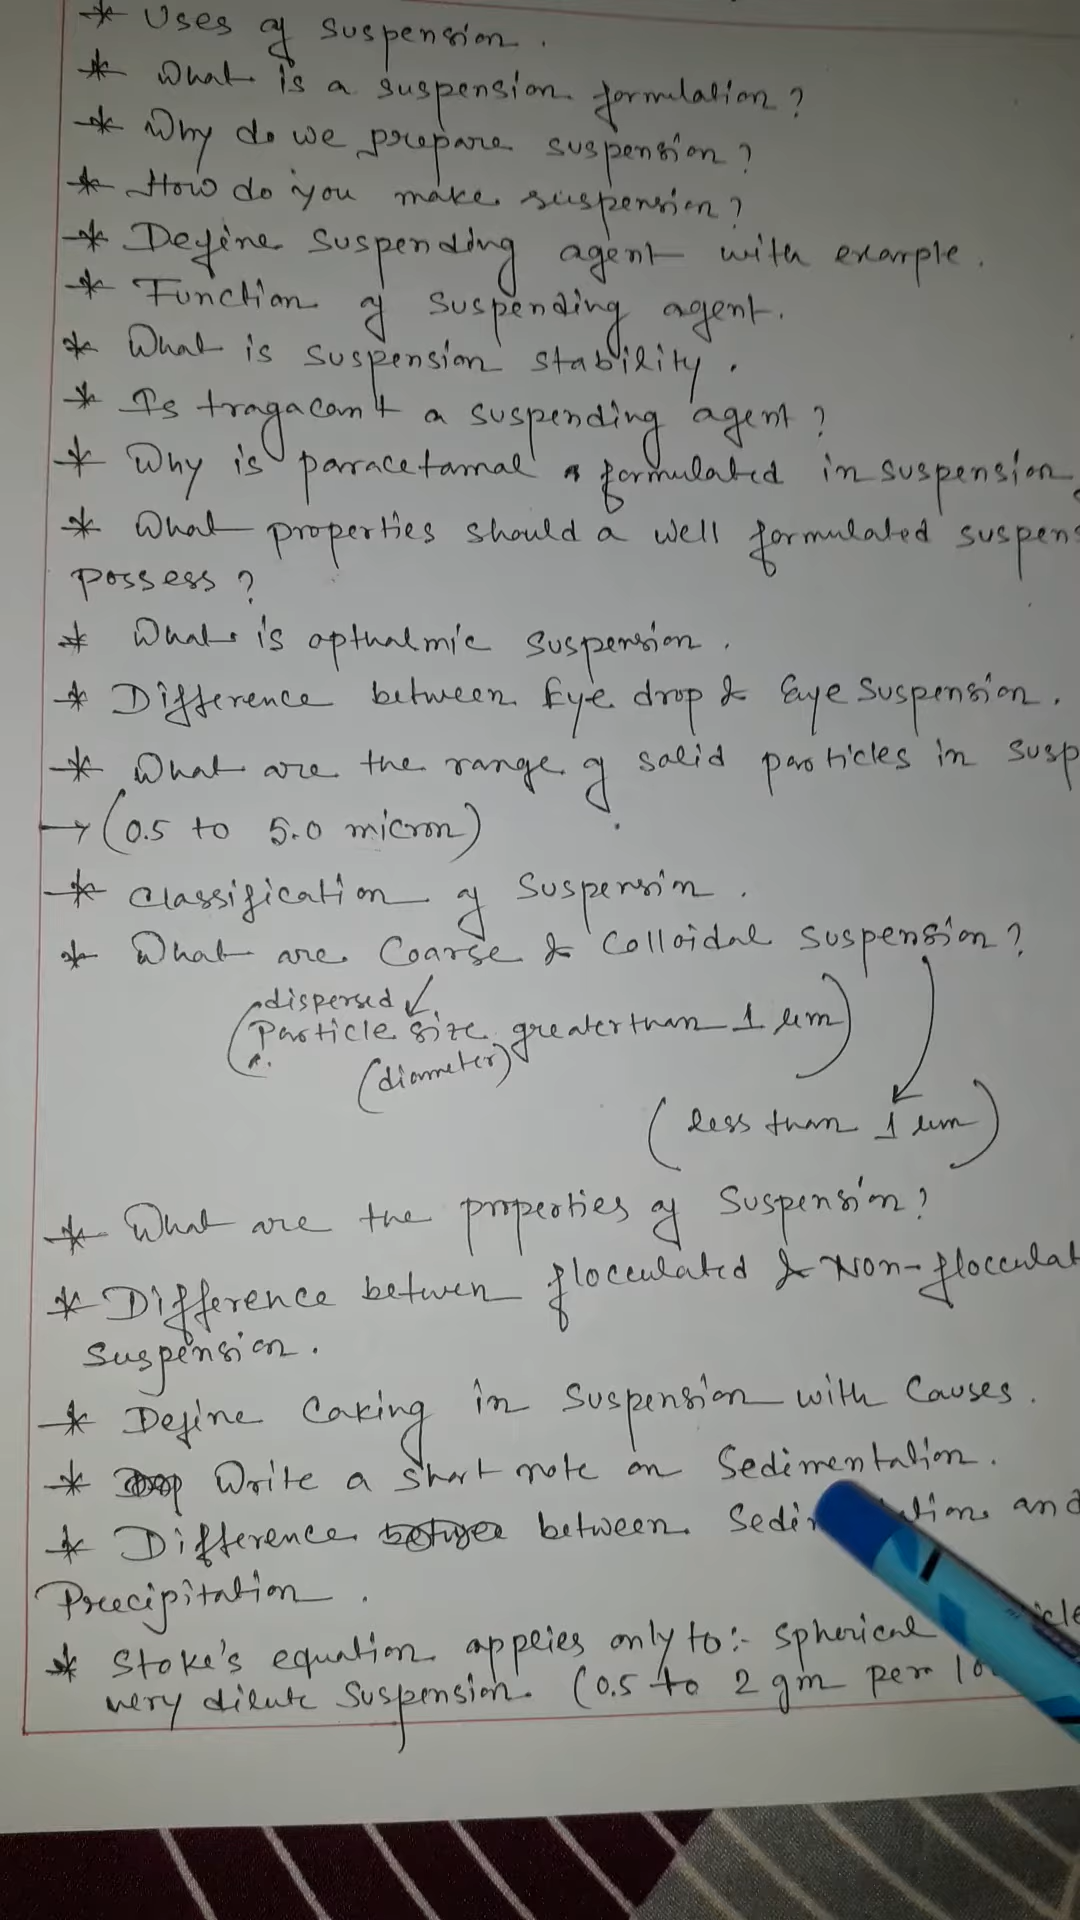 * Uses of suspension.
* What is a suspension formulation?
* Why do we prepare suspension?
* How do you make suspension?
* Define suspending agent with example.
* Function of suspending agent.
* What is suspension stability.
* Is tragacant a suspending agent?
* Why is paracetamal formulated in suspension
* What properties should a well formulated suspens
possess?
* What is opthalmic suspension.
* Difference between Eye drop & Eye suspension.
* What are the range of solid particles in susp
→ (0.5 to 5.0 micron)
* Classification of suspension.
* What are Coarse & Colloidal suspension?
dispersed
(Particle size greater than 1 µm)
(diameter)
(less than 1 µm)
* What are the properties of suspension?
* Difference betwen flocculated & Non-flocculat
suspension.
* Define Caking in suspension with Causes.
* Write a short note on Sedimentation.
* Difference between and
Precipitation.
* Stoke's equation applies only to:- spherical
very dilute suspension. (0.5 to 2 gm per